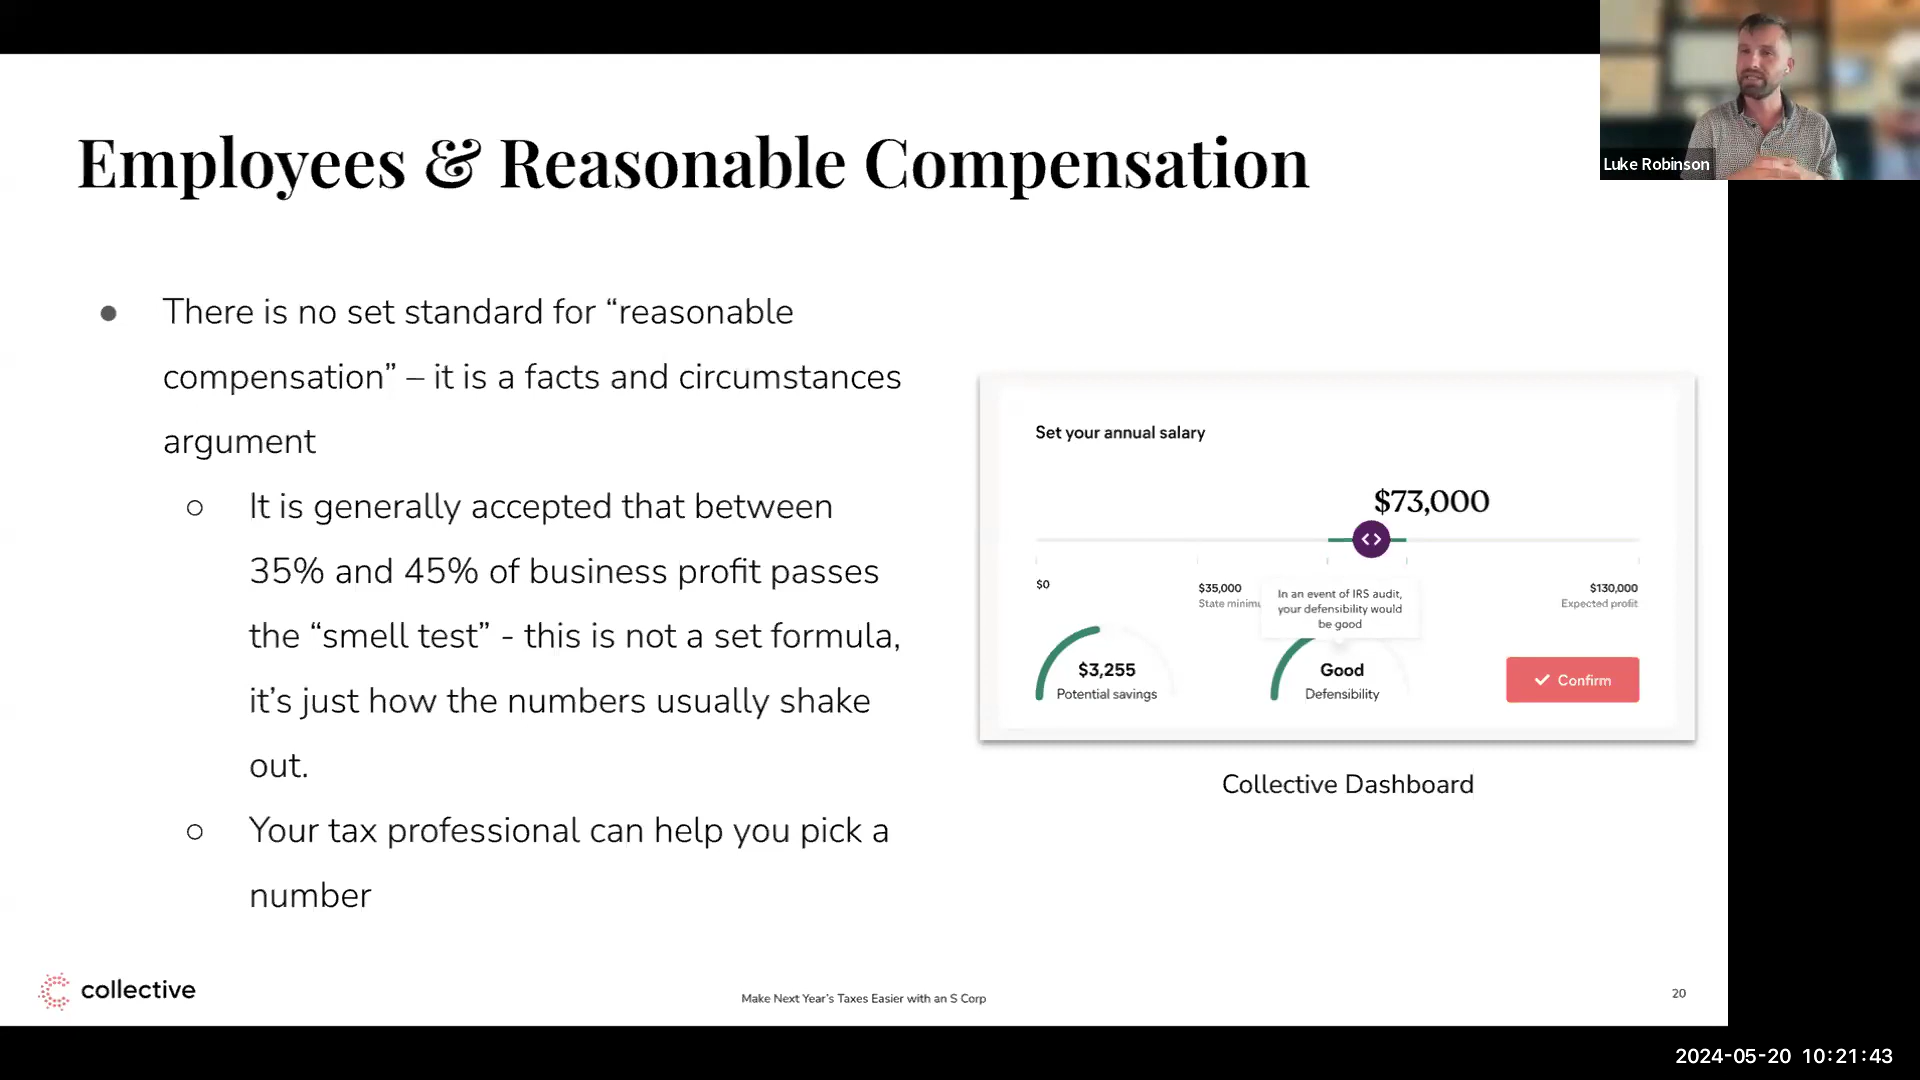 Luke Robinson
Employees & Reasonable Compensation
● There is no set standard for “reasonable
compensation” – it is a facts and circumstances
argument
○ It is generally accepted that between
35% and 45% of business profit passes
the “smell test” - this is not a set formula,
it’s just how the numbers usually shake
out.
○ Your tax professional can help you pick a
number
Set your annual salary
$73,000
$0
$35,000
State minimu
$130,000
Expected profit
In an event of IRS audit,
your defensibility would
be good
$3,255
Potential savings
Good
Defensibility
Confirm
Collective Dashboard
collective
Make Next Year’s Taxes Easier with an S Corp
20
2024-05-20 10:21:43